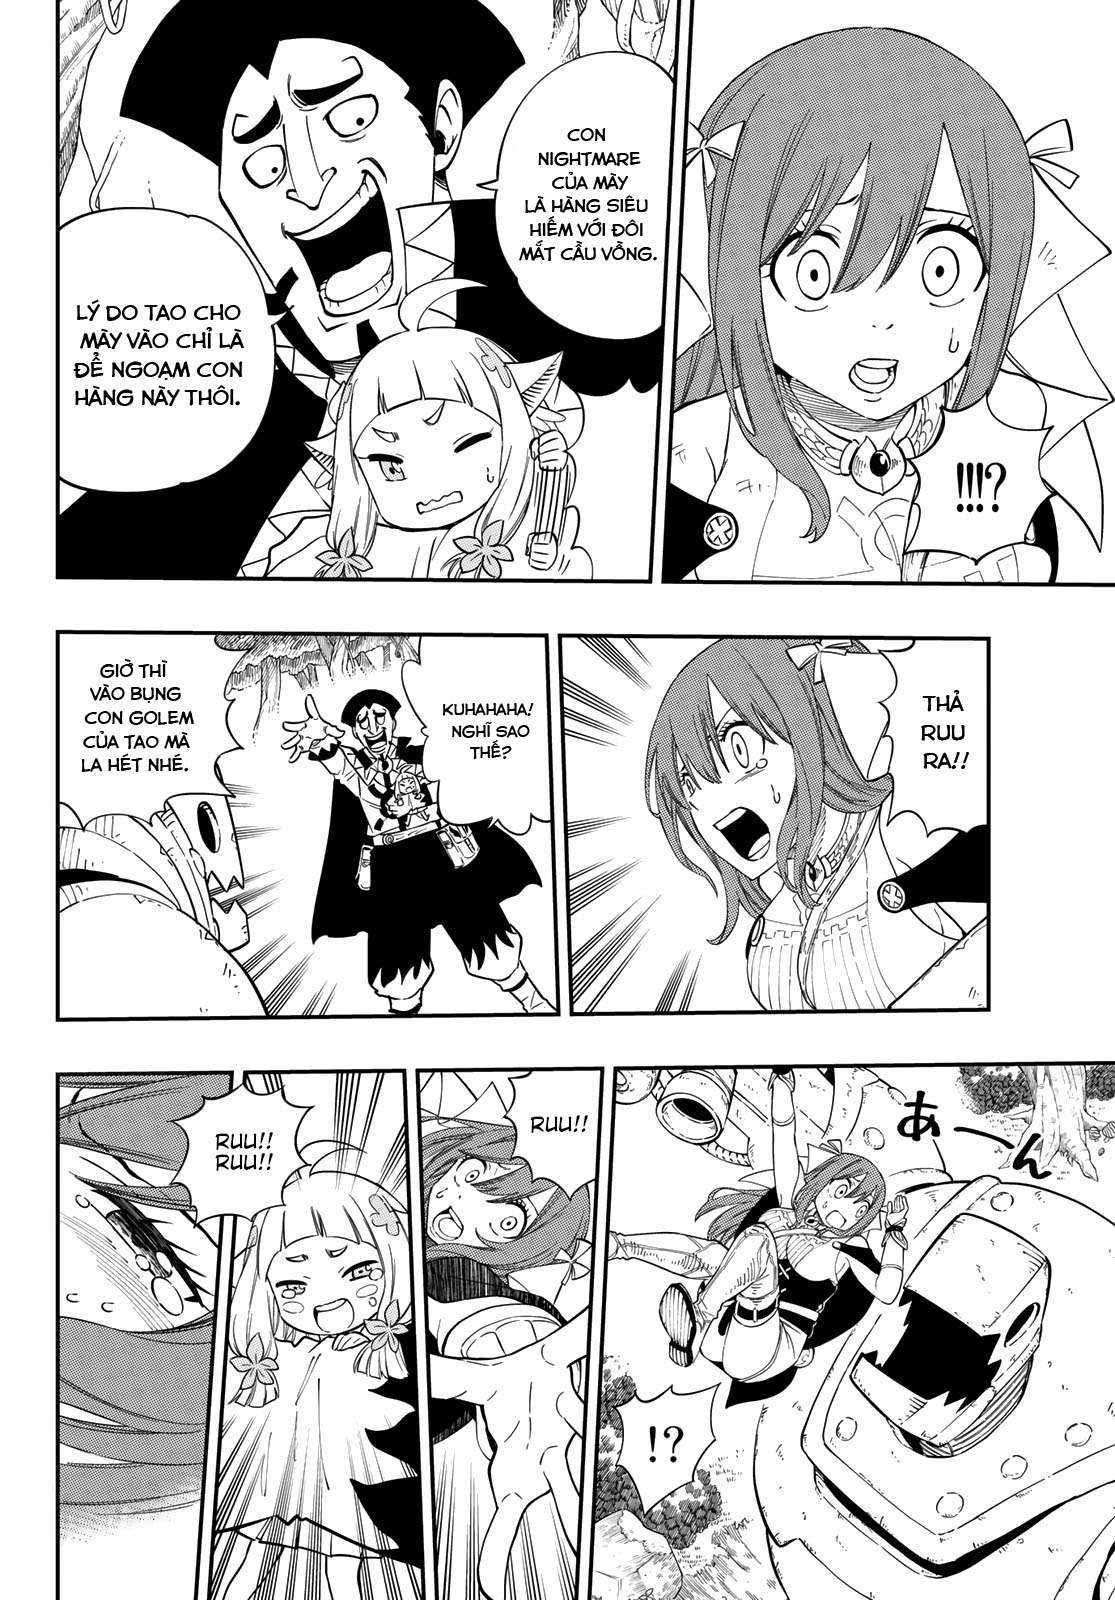 !!!?
CON
NIGHTMARE
CỦA MÀY
LÀ HÀNG SIÊU
HIẾM VỚI ĐÔI
MẮT CẦU VỒNG.
LÝ DO TAO CHO
MÀY VÀO CHỈ LÀ
ĐỂ NGOẠM CON
HÀNG NÀY THÔI.
THẢ
RUU
RA!!
KUHAHAHA!
NGHĨ SAO
THẾ?
GIỜ THÌ
VÀO BỤNG
CON GOLEM
CỦA TAO MÀ
LA HÉT NHÉ.
あーん
!?
RUU!!
RUU!!
RUU!!